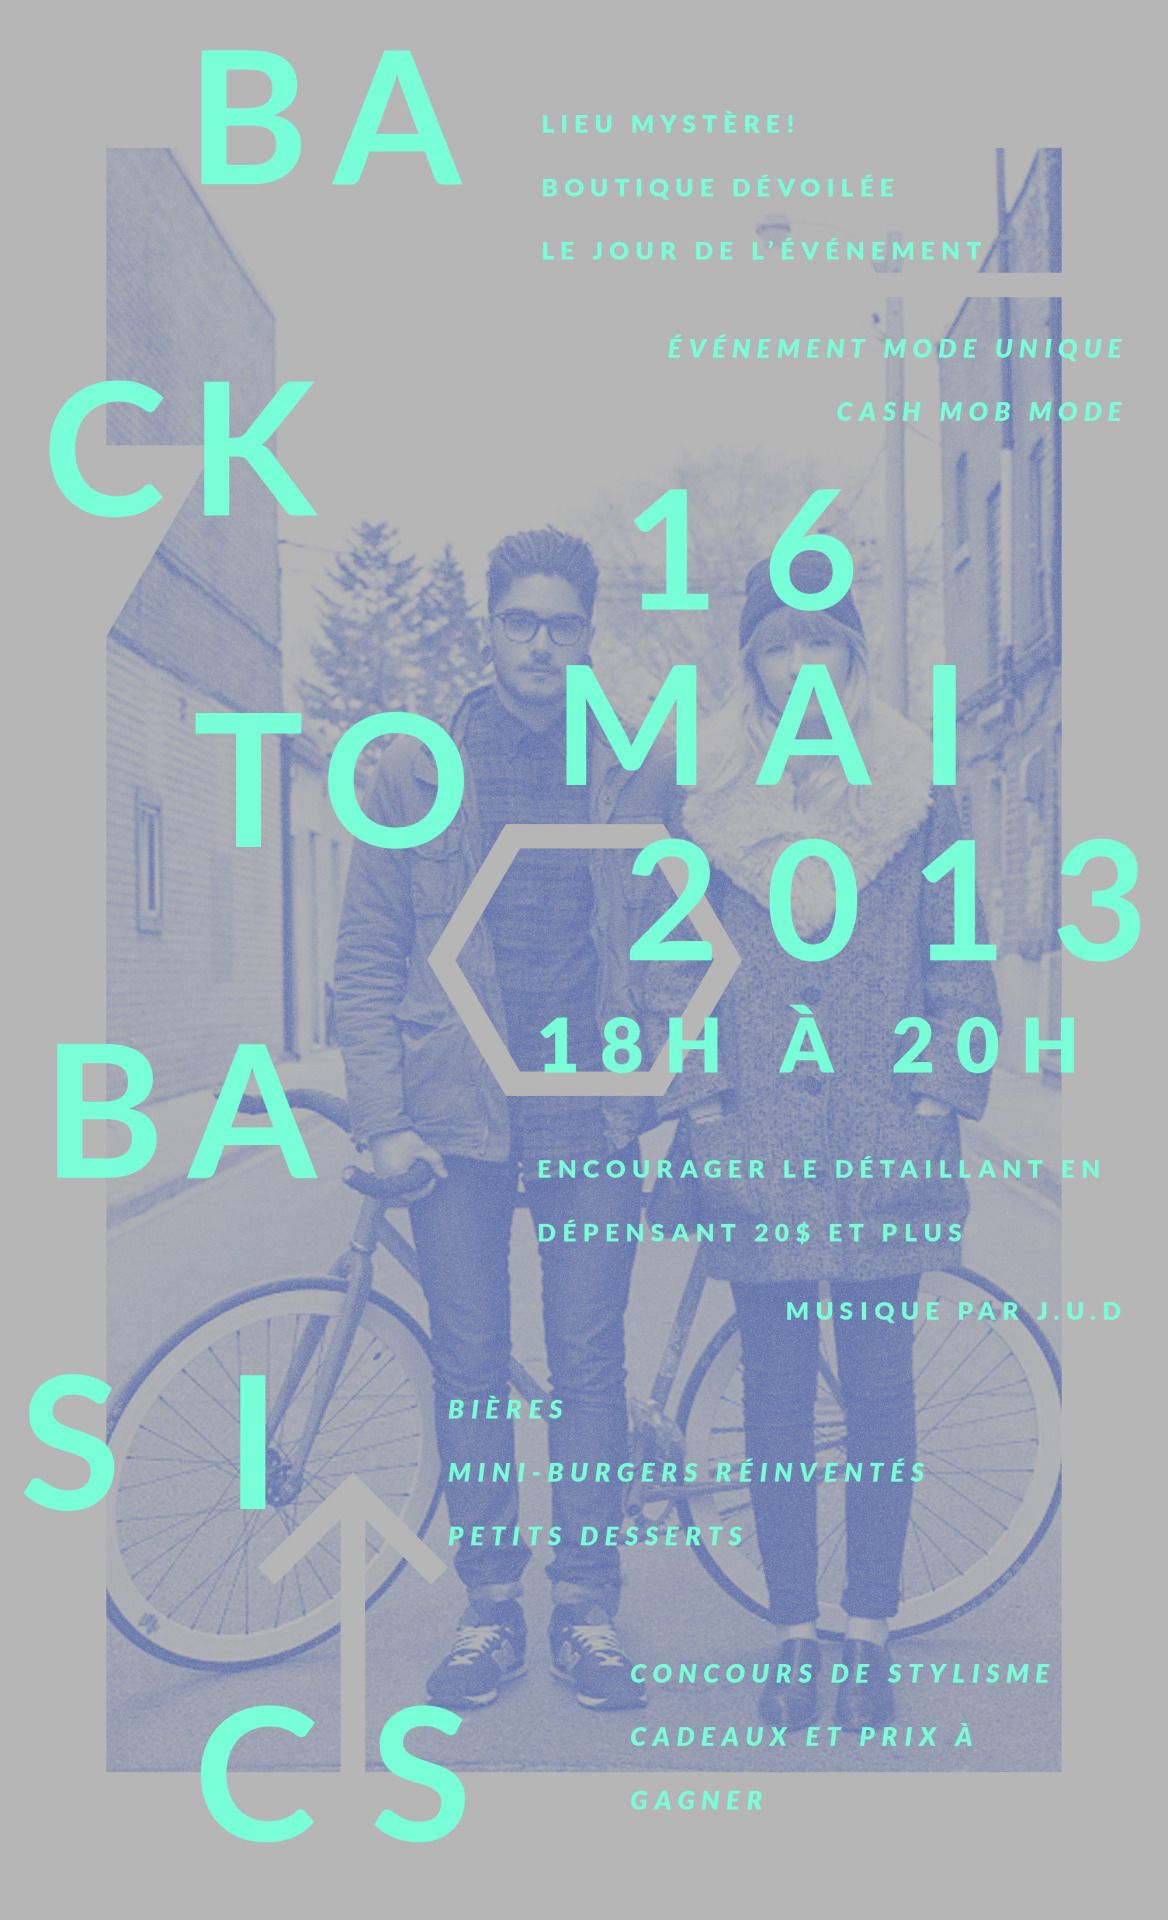 BA
CK
TO
BA
S I
CS
LIEU MYSTÈRE!
BOUTIQUE DÉVOILÉE
LE JOUR DE L’ÉVÉNEMENT
ÉVÉNEMENT MODE UNIQUE
CASH MOB MODE
16
MAI
2013
18H À 20H
ENCOURAGER LE DÉTAILLANT EN
DÉPENSANT 20$ ET PLUS
MUSIQUE PAR J.U.D
BIÈRES
MINI-BURGERS RÉINVENTÉS
PETITS DESSERTS
CONCOURS DE STYLISME
CADEAUX ET PRIX À
GAGNER